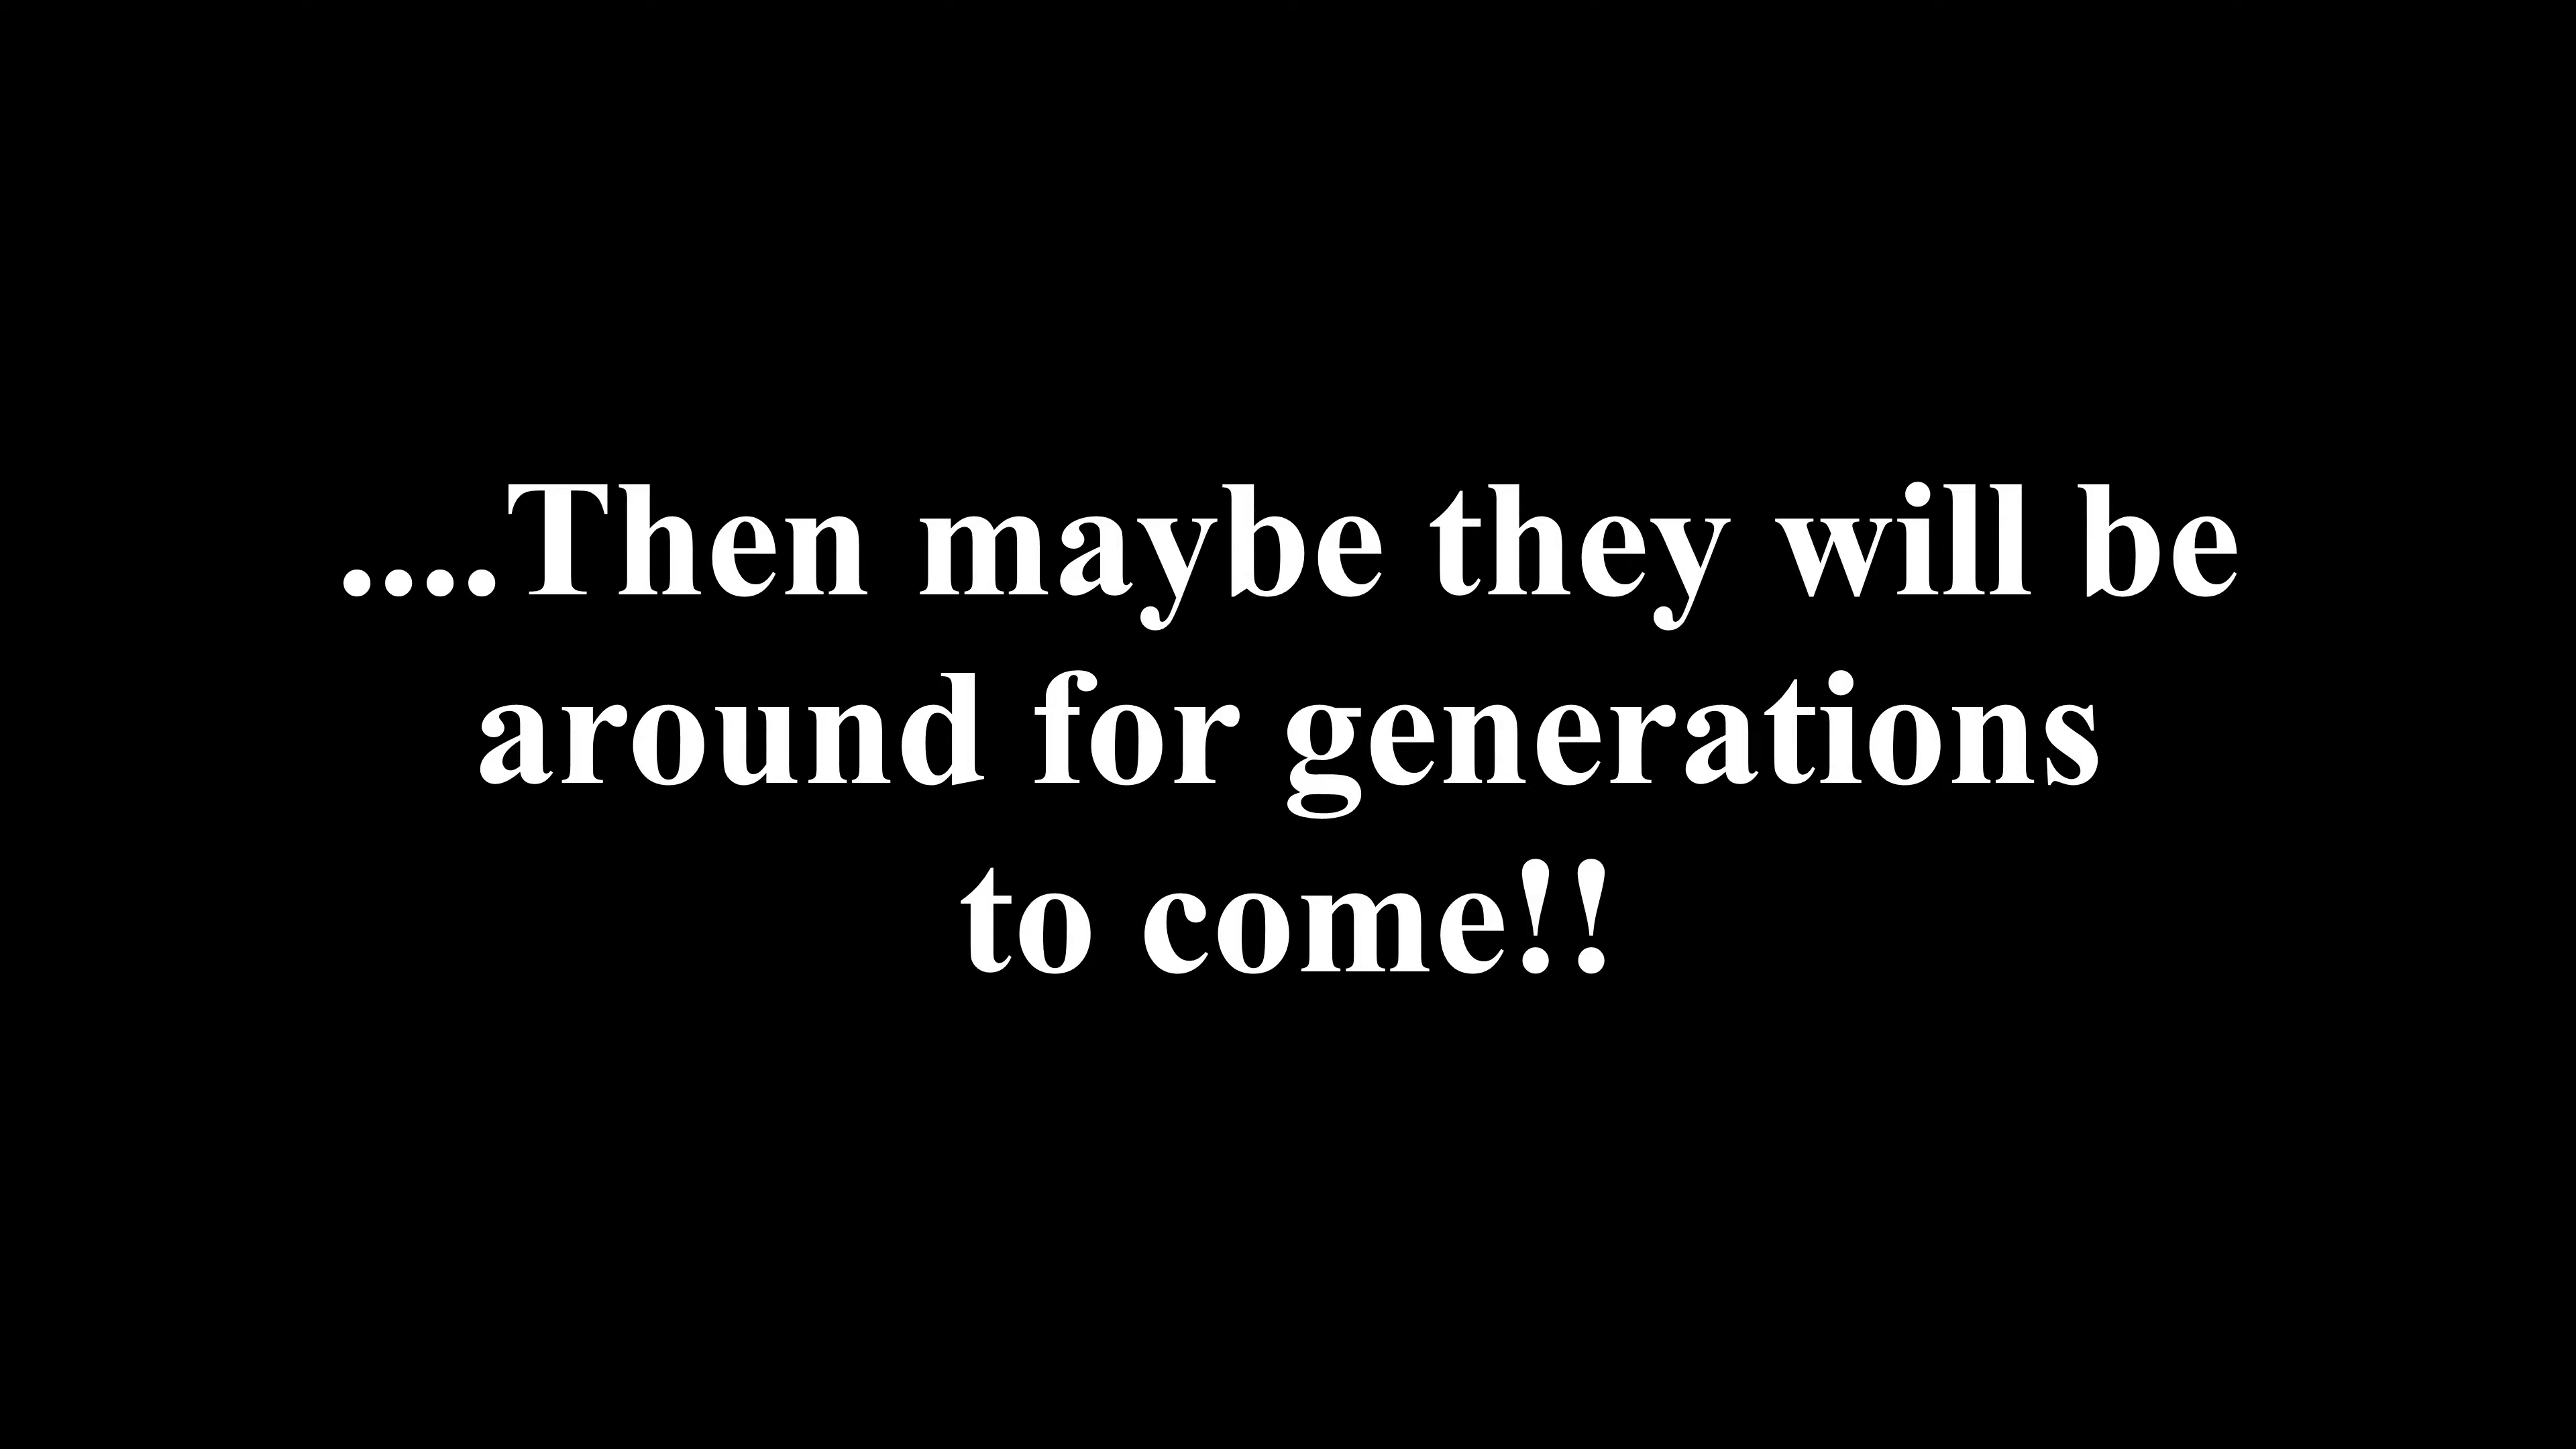 ....Then maybe they will be
around for generations
to come!!